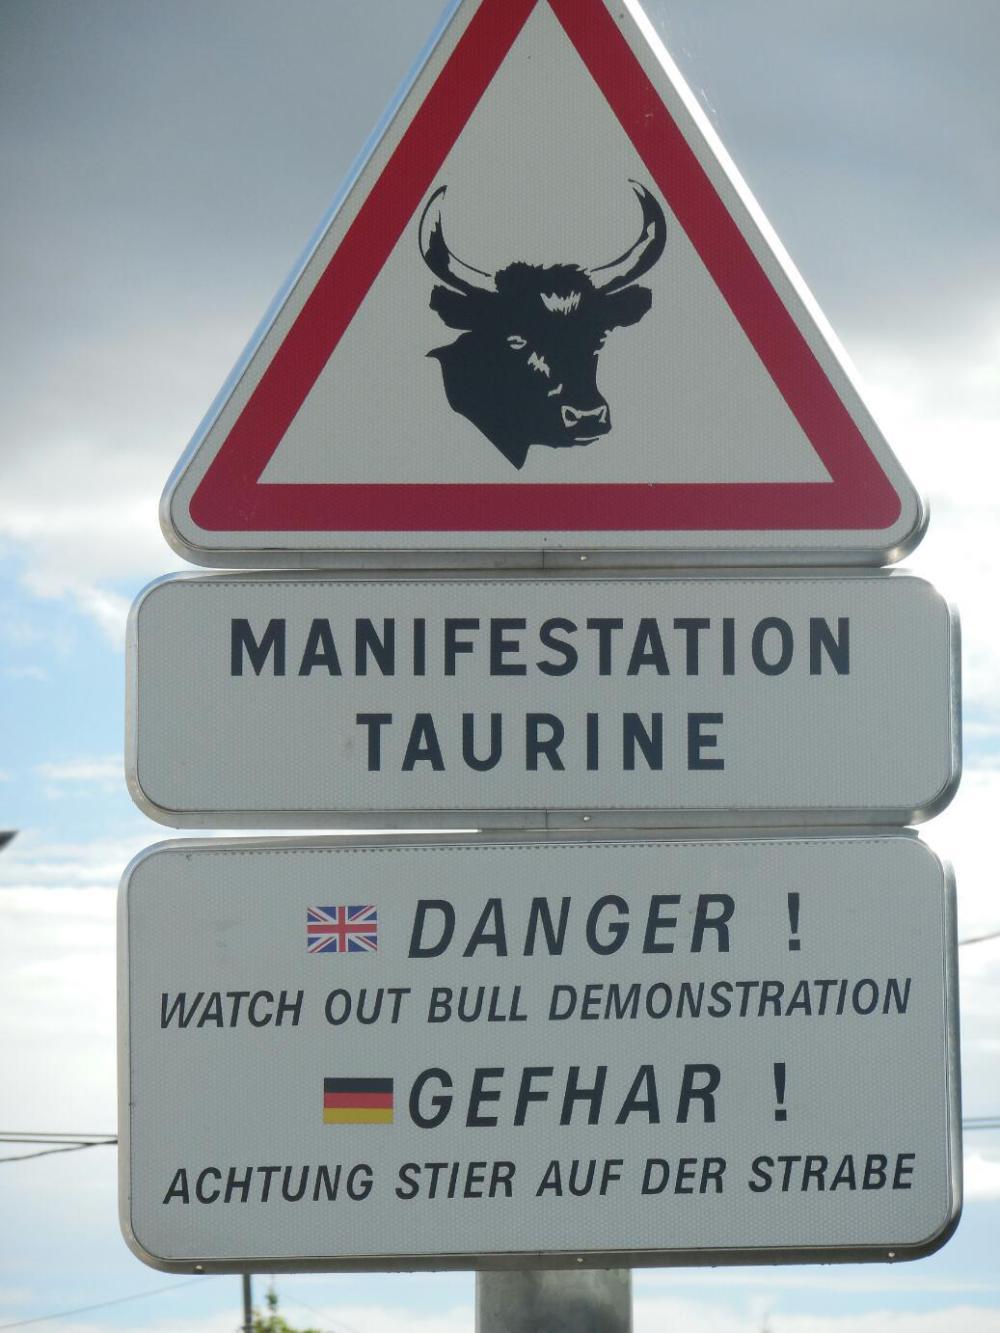 MANIFESTATION
TAURINE
DANGER !
WATCH OUT BULL DEMONSTRATION
GEFHAR !
ACHTUNG STIER AUF DER STRABE